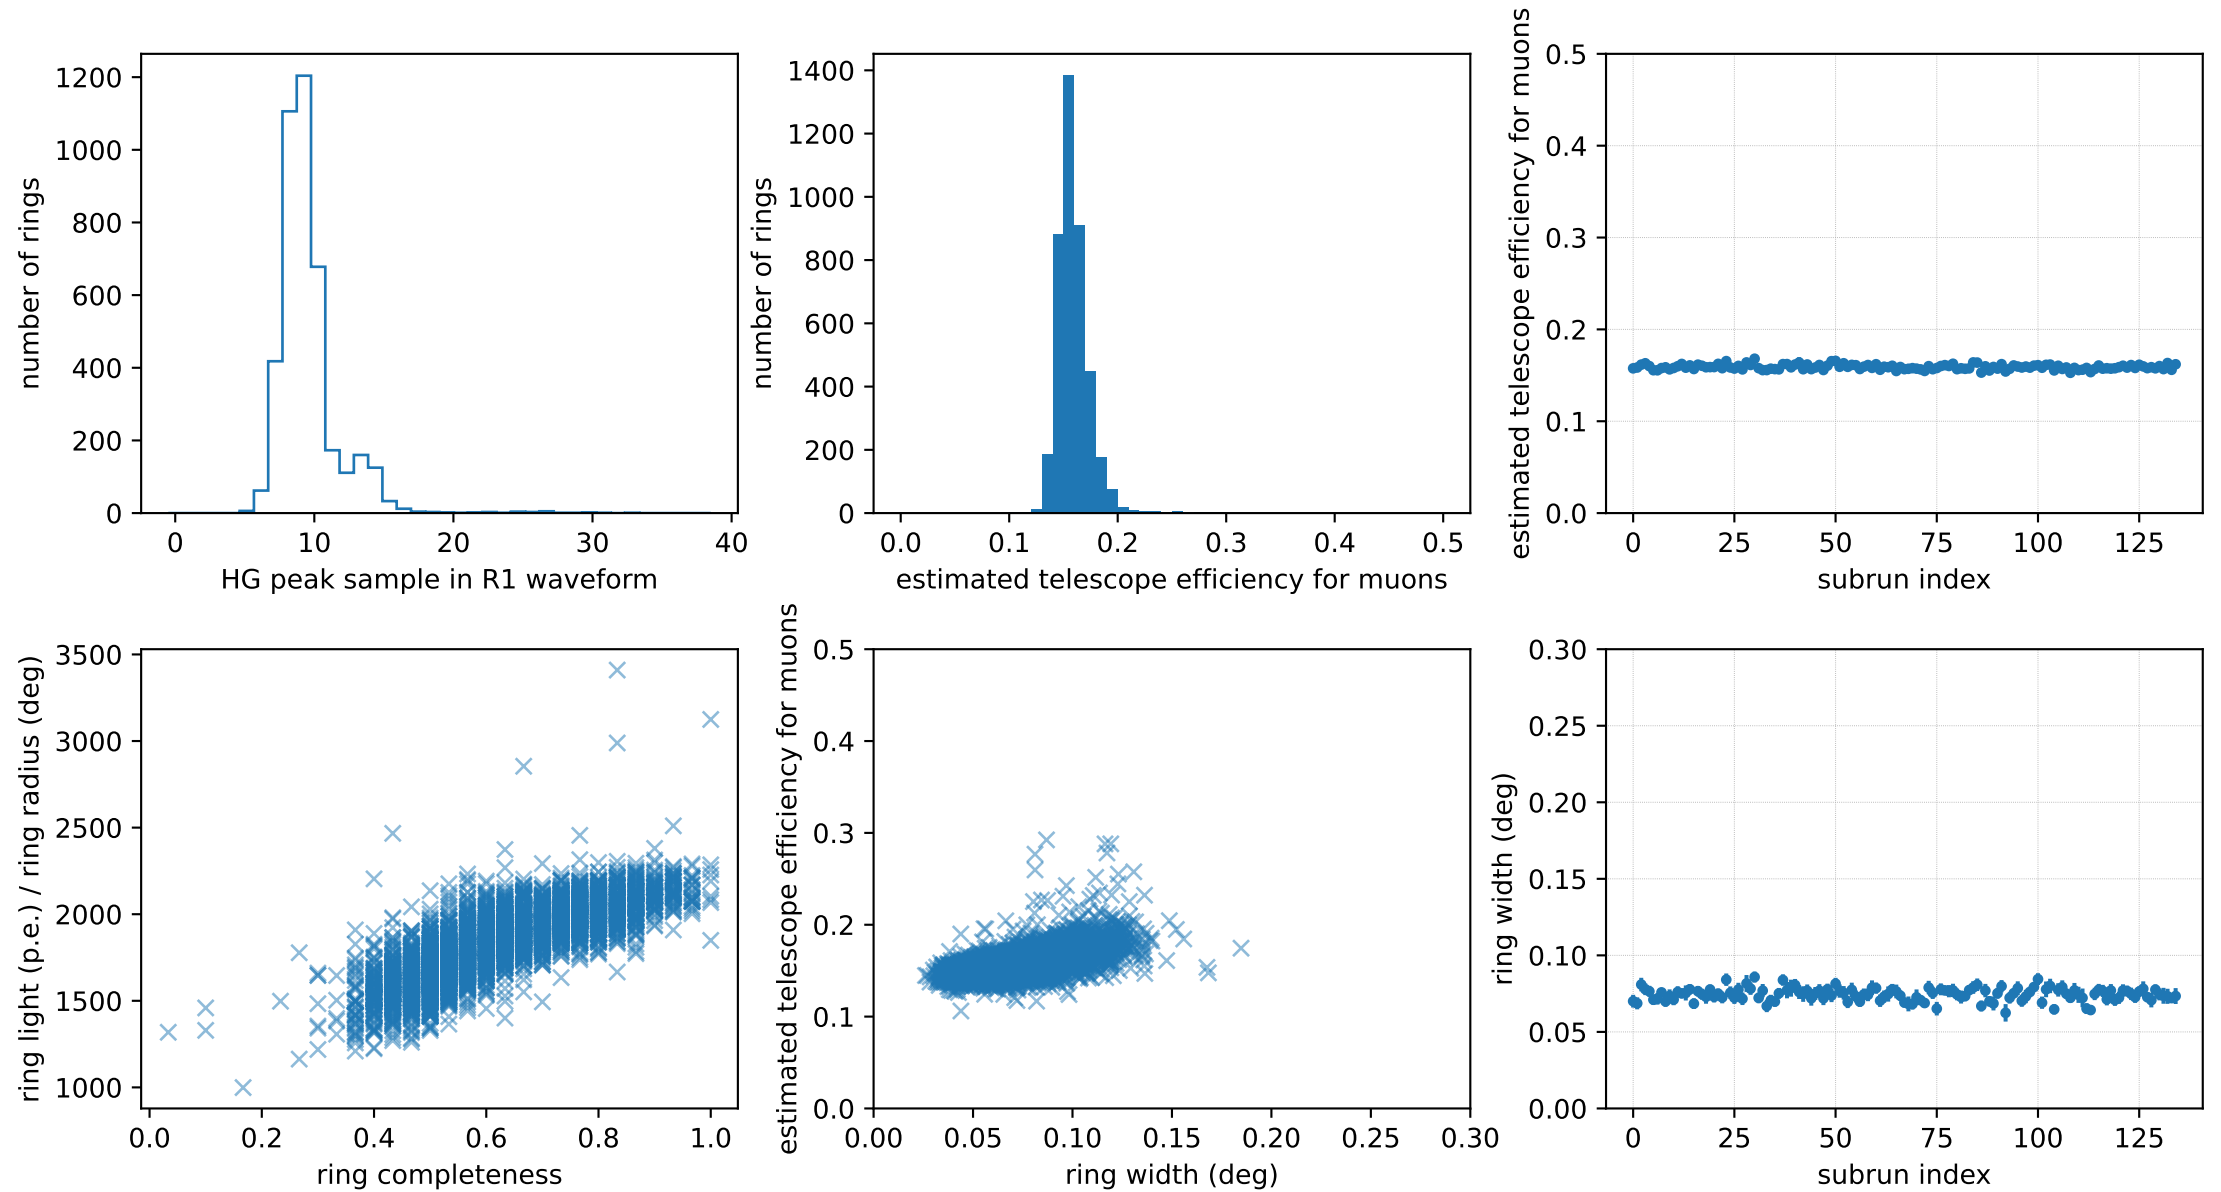 number of rings
1200
1000
800
600
400
200
0
0 10 20 30 40
HG peak sample in R1 waveform
number of rings
1400
1200
1000
800
600
400
200
0
0.0 0.1 0.2 0.3 0.4 0.5
estimated telescope efficiency for muons
estimated telescope efficiency for muons
0.5
0.4
0.3
0.2
0.1
0.0
0 25 50 75 100 125
subrun index
ring light (p.e.) / ring radius (deg)
3500
3000
2500
2000
1500
1000
0.0 0.2 0.4 0.6 0.8 1.0
ring completeness
estimated telescope efficiency for muons
0.5
0.4
0.3
0.2
0.1
0.0
0.00 0.05 0.10 0.15 0.20 0.25 0.30
ring width (deg)
ring width (deg)
0.30
0.25
0.20
0.15
0.10
0.05
0.00
0 25 50 75 100 125
subrun index